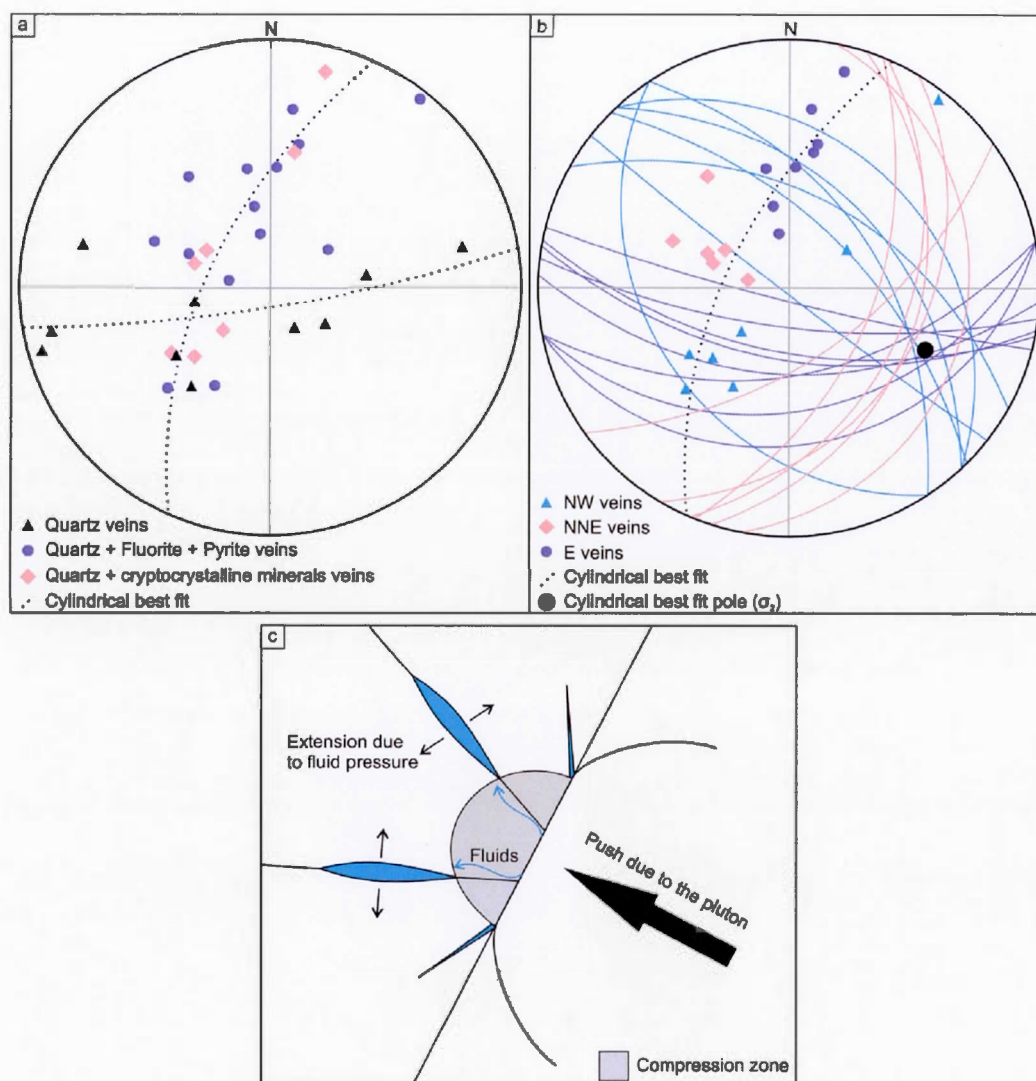 a
N
Quartz veins
Quartz + Fluorite + Pyrite veins
Quartz + cryptocrystalline minerals veins
Cylindrical best fit
b
N
NW veins
NNE veins
E veins
Cylindrical best fit
Cylindrical best fit pole
c
Extension due
to fluid pressure
Fluids
Push due to the pluton
Compression zone